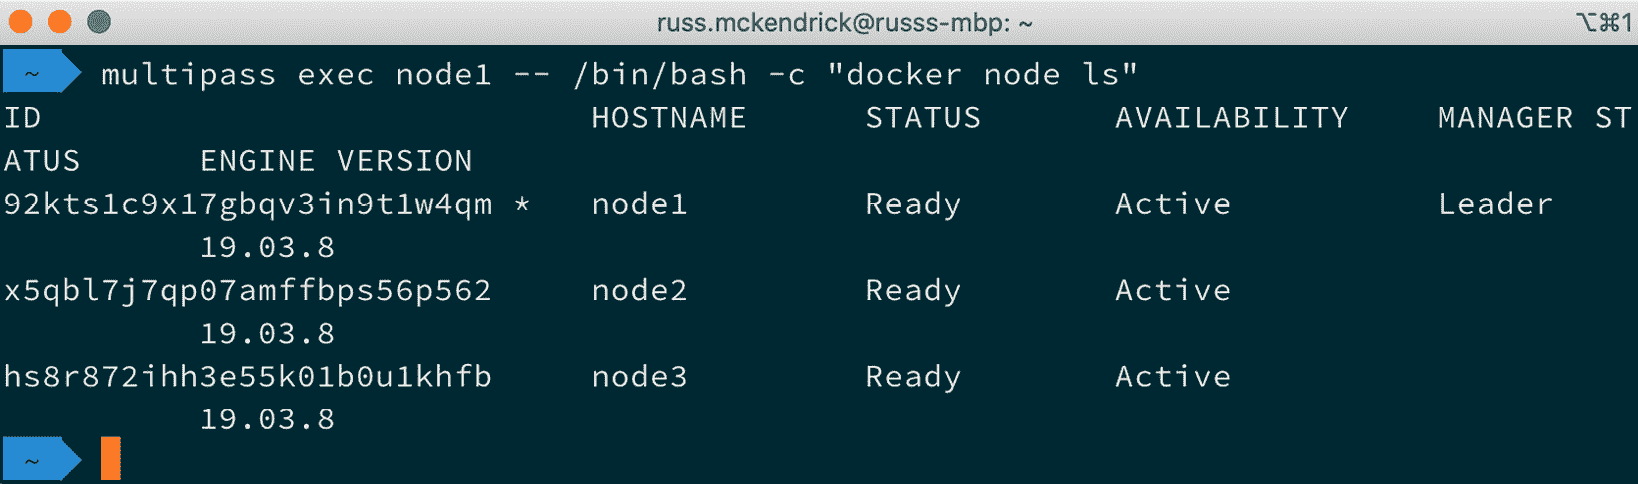 russ.mckendrick@russs-mbp: ~ ⌥⌘1
~ multipass exec node1 -- /bin/bash -c "docker node ls"
ID HOSTNAME STATUS AVAILABILITY MANAGER ST
ATUS ENGINE VERSION
92kts1c9x17gbqv3in9t1w4qm * node1 Ready Active Leader
19.03.8
x5qbl7j7qp07amffbps56p562 node2 Ready Active
19.03.8
hs8r872ihh3e55k01b0u1khfb node3 Ready Active
19.03.8
~